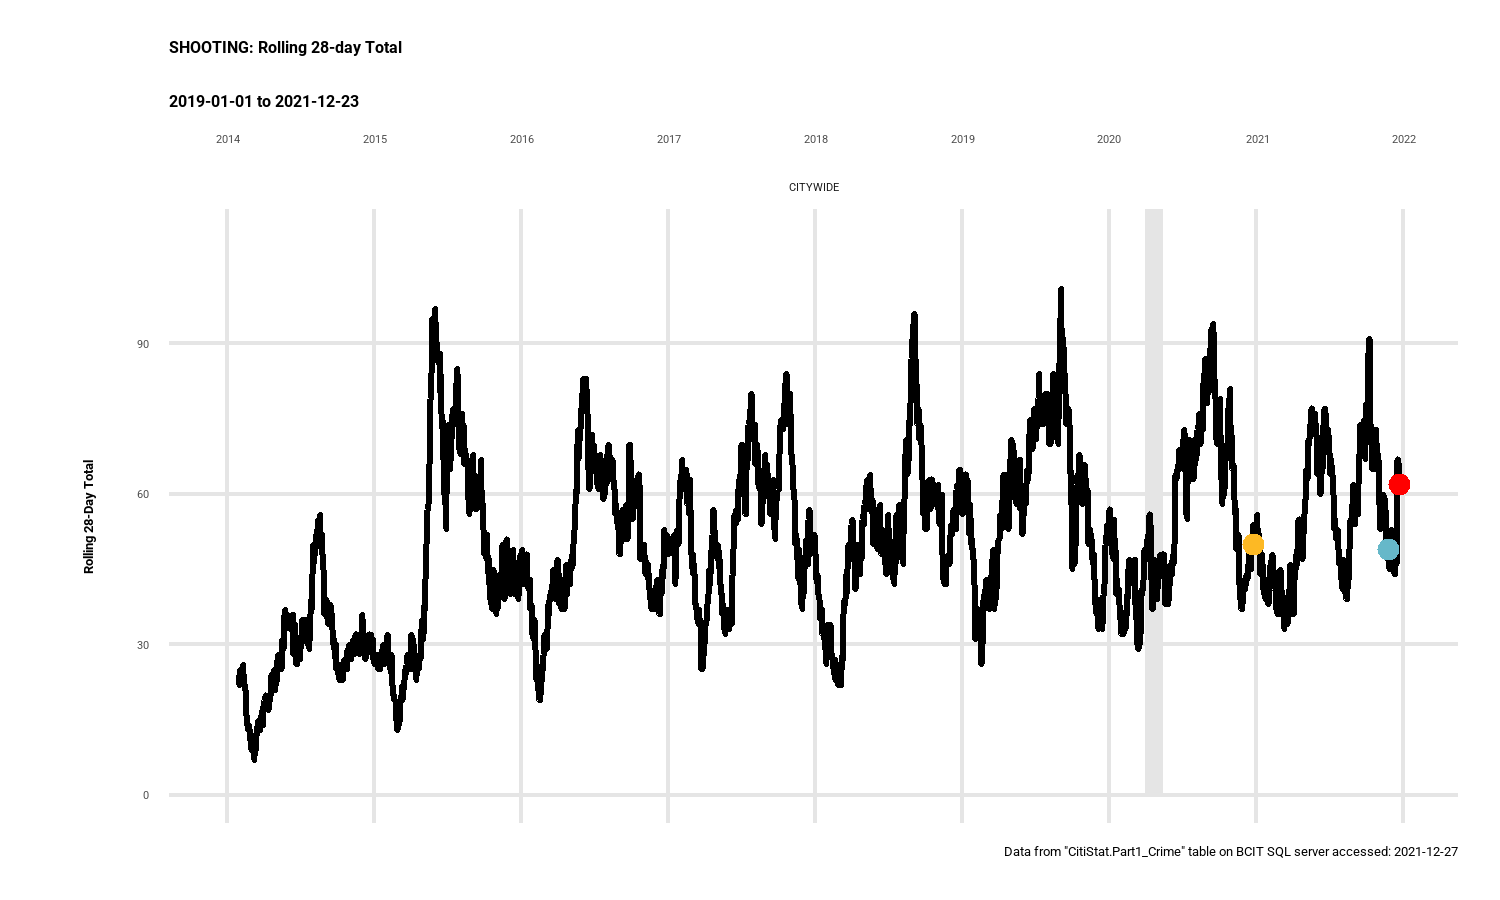 SHOOTING: Rolling 28-day Total
2019-01-01 to 2021-12-23
2014 2015 2016 2017 2018 2019 2020 2021 2022
CITYWIDE
Rolling 28-Day Total
90
60
30
0
Data from "CitiStat.Part1_Crime" table on BCIT SQL server accessed: 2021-12-27